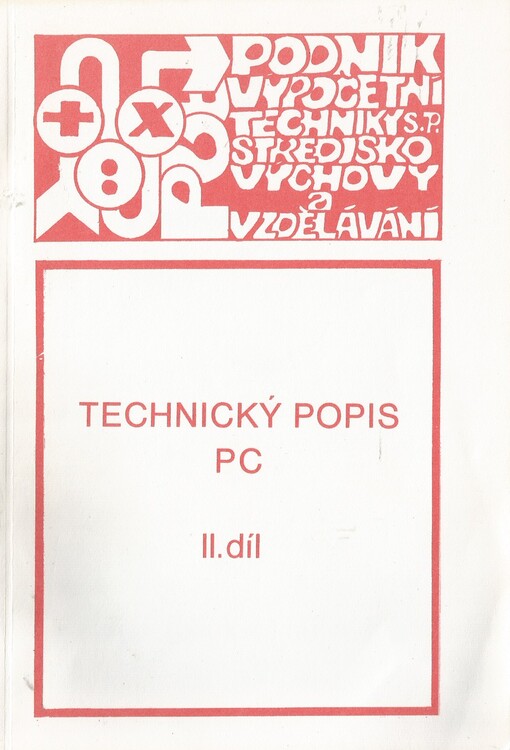 PODNIK
VÝPOČETNÍ
TECHNIKY S.P.
STŘEDISKO
VÝCHOVY
a
VZDĚLÁVÁNÍ
TECHNICKÝ POPIS
PC
II.díl